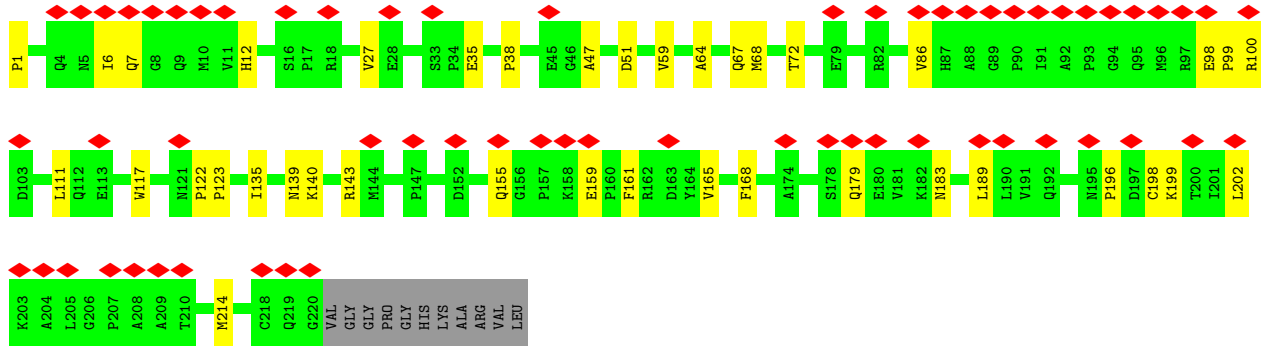 P1 Q4 N5 I6 Q7 G8 Q9 M10 V11 H12 S16 P17 R18 V27 E28 S33 P34 E35 P38 E45 G46 A47 D51 V59 A64 Q67 M68 T72 E79 R82 V86 H87 A88 G89 P90 I91 A92 P93 G94 Q95 M96 R97 E98 P99 R100
D103 L111 Q112 E113 W117 N121 P122 P123 I135 N139 K140 R143 M144 P147 D152 Q155 G156 P157 K158 E159 P160 F161 R162 D163 Y164 V165 F168 A174 S178 Q179 E180 V181 K182 N183 L189 L190 V191 Q192 N195 P196 D197 C198 K199 T200 I201 L202
K203 A204 L205 G206 P207 A208 A209 T210 M214 C218 Q219 G220 VAL GLY GLY PRO GLY HIS LYS ALA ARG VAL LEU